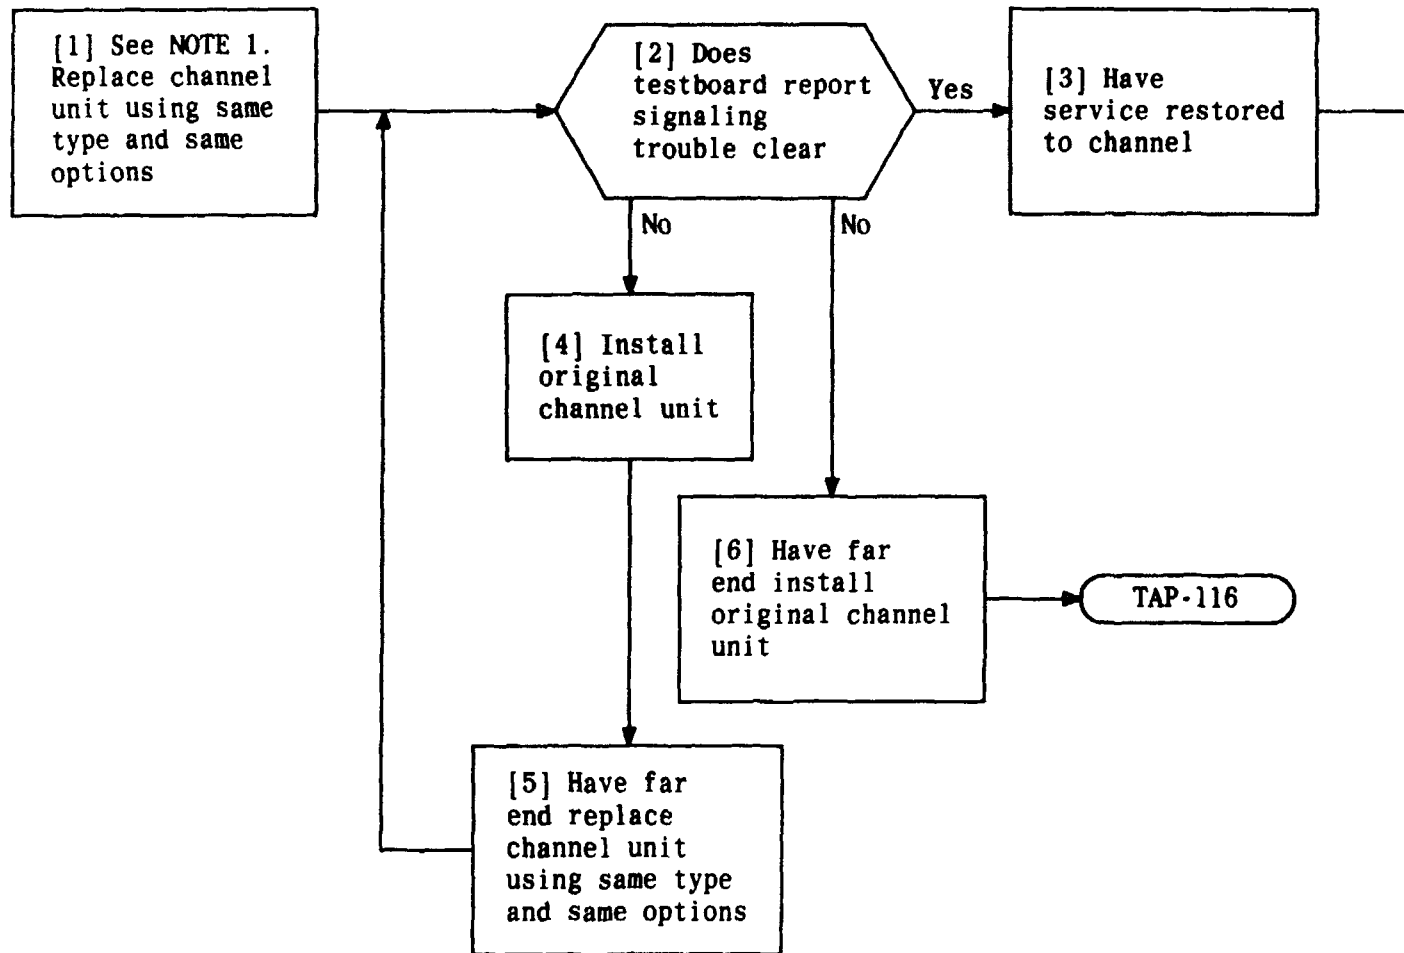 [1] See NOTE 1.
Replace channel
unit using same
type and same
options
[2] Does
testboard report
signaling
trouble clear
Yes
[3] Have
service restored
to channel
No
No
[4] Install
original
channel unit
[6] Have far
end install
original channel
unit
TAP-116
[5] Have far
end replace
channel unit
using same type
and same options